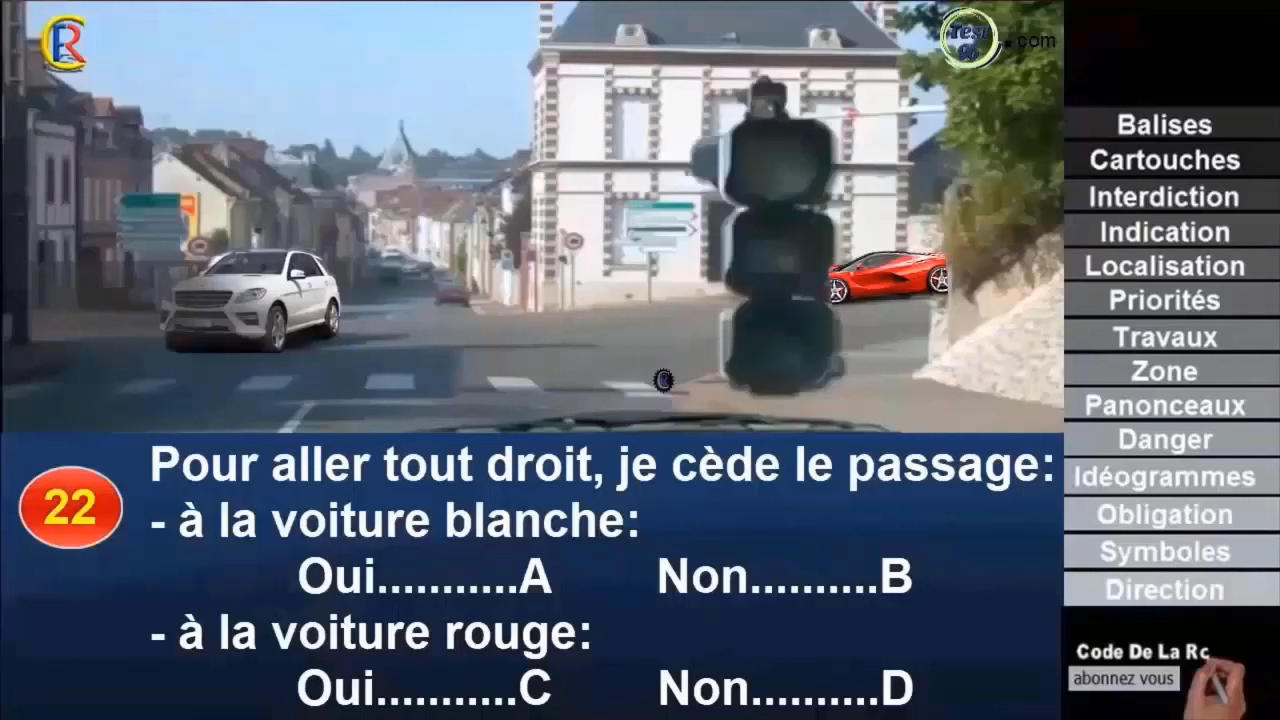 Test
.com
Balises
Cartouches
Interdiction
Indication
Localisation
Priorités
Travaux
Zone
Panonceaux
Danger
Idéogrammes
Obligation
Symboles
Direction
22
Pour aller tout droit, je cède le passage:
- à la voiture blanche:
Oui...........A Non..........B
- à la voiture rouge:
Oui...........C Non..........D
Code De La Rc
abonnez vous